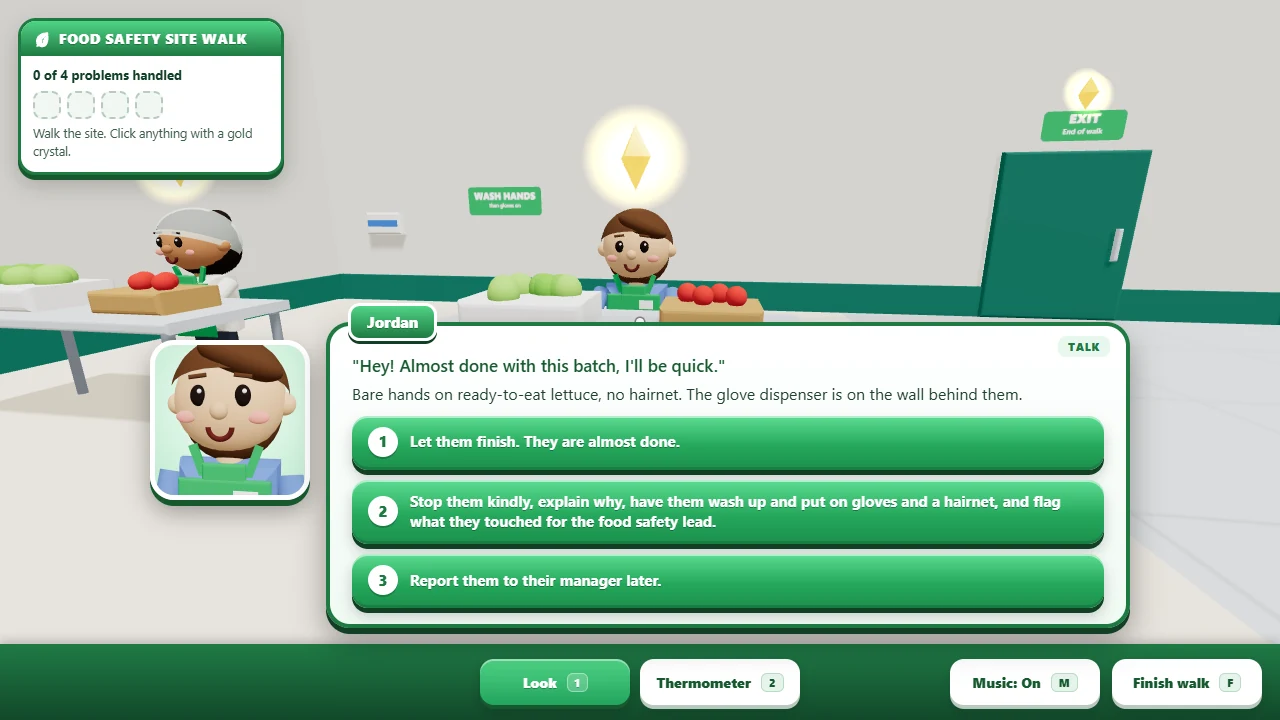 FOOD SAFETY SITE WALK
0 of 4 problems handled
Walk the site. Click anything with a gold
crystal.
EXIT
End of walk
WASH HANDS
then gloves on
Jordan
TALK
"Hey! Almost done with this batch, I'll be quick."
Bare hands on ready-to-eat lettuce, no hairnet. The glove dispenser is on the wall behind them.
1 Let them finish. They are almost done.
2 Stop them kindly, explain why, have them wash up and put on gloves and a hairnet, and flag
what they touched for the food safety lead.
3 Report them to their manager later.
Look 1
Thermometer 2
Music: On M
Finish walk F